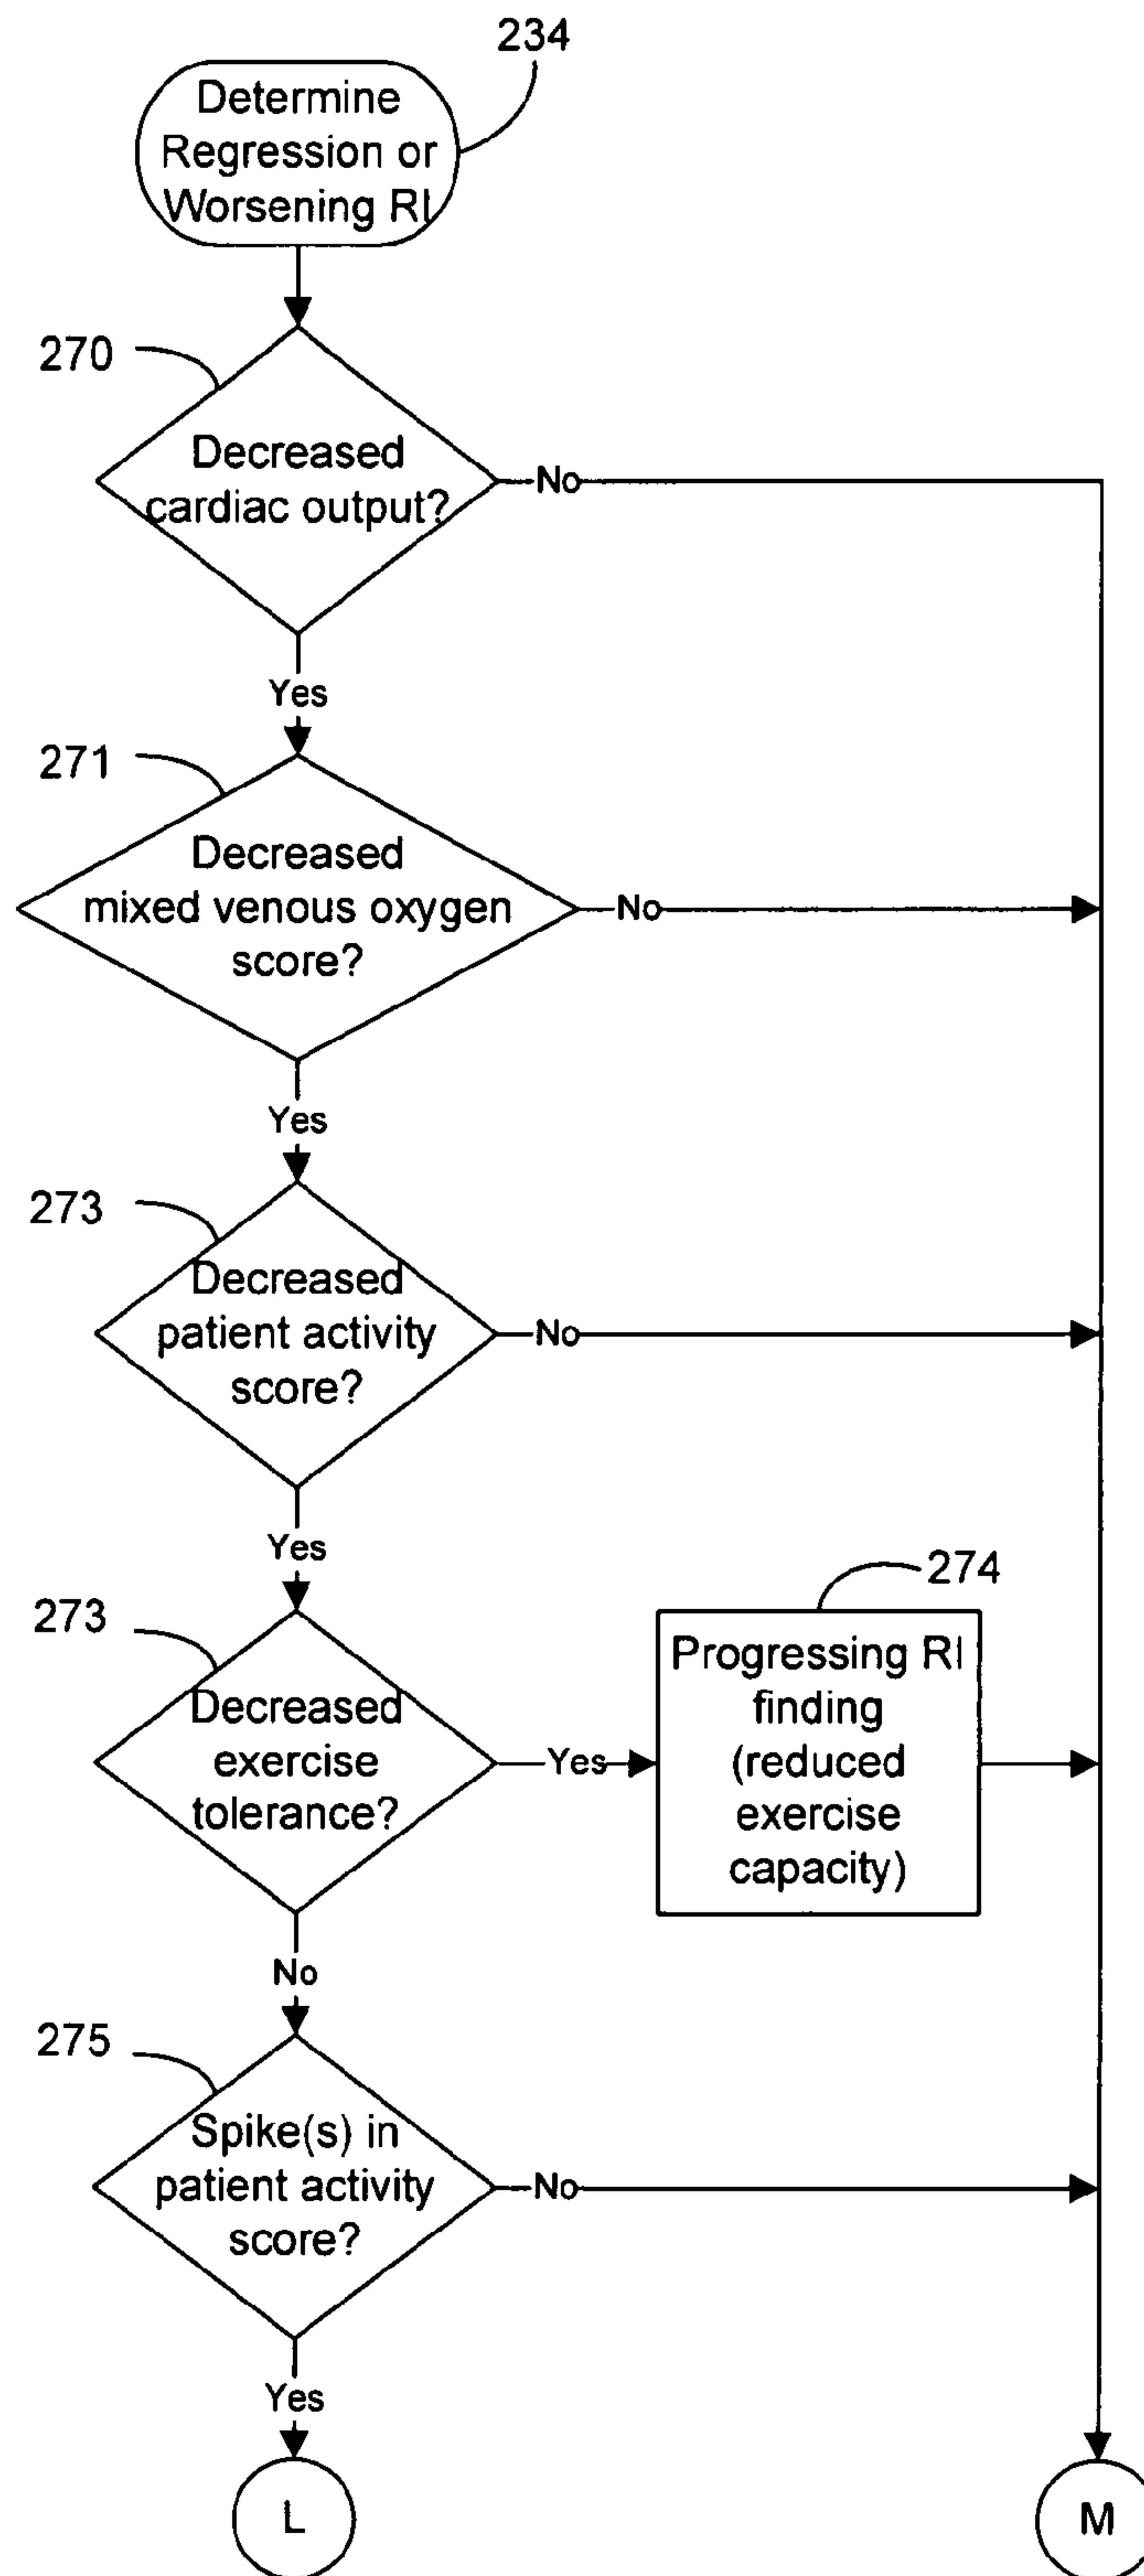 234
Determine
Regression or
Worsening RI
270
Decreased
cardiac output?
No
Yes
271
Decreased
mixed venous oxygen
score?
No
Yes
273
Decreased
patient activity
score?
No
Yes
273
Decreased
exercise
tolerance?
Yes
274
Progressing RI
finding
(reduced
exercise
capacity)
No
275
Spike(s) in
patient activity
score?
No
Yes
L
M